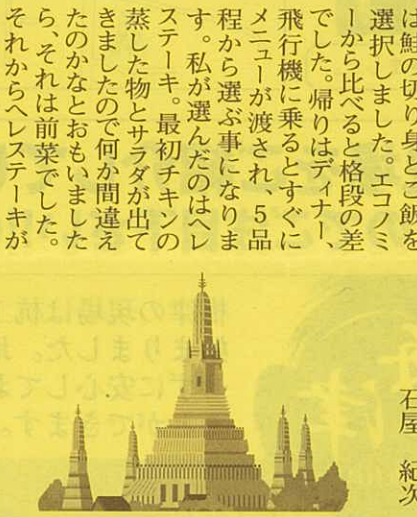 は鮭の切り身とご飯を
選択しました。エコノミ
ーから比べると格段の差
でした。帰りはディナー、
飛行機に乗るとすぐに
メニューが渡され、5品
程から選ぶ事になりま
す。私が選んだのはヘレ
ステーキ。最初チキンの
蒸した物とサラダが出て
きましたので何か間違え
たのかなとおもいました
ら、それは前菜でした。
それからヘレステーキが
石屋 紀次